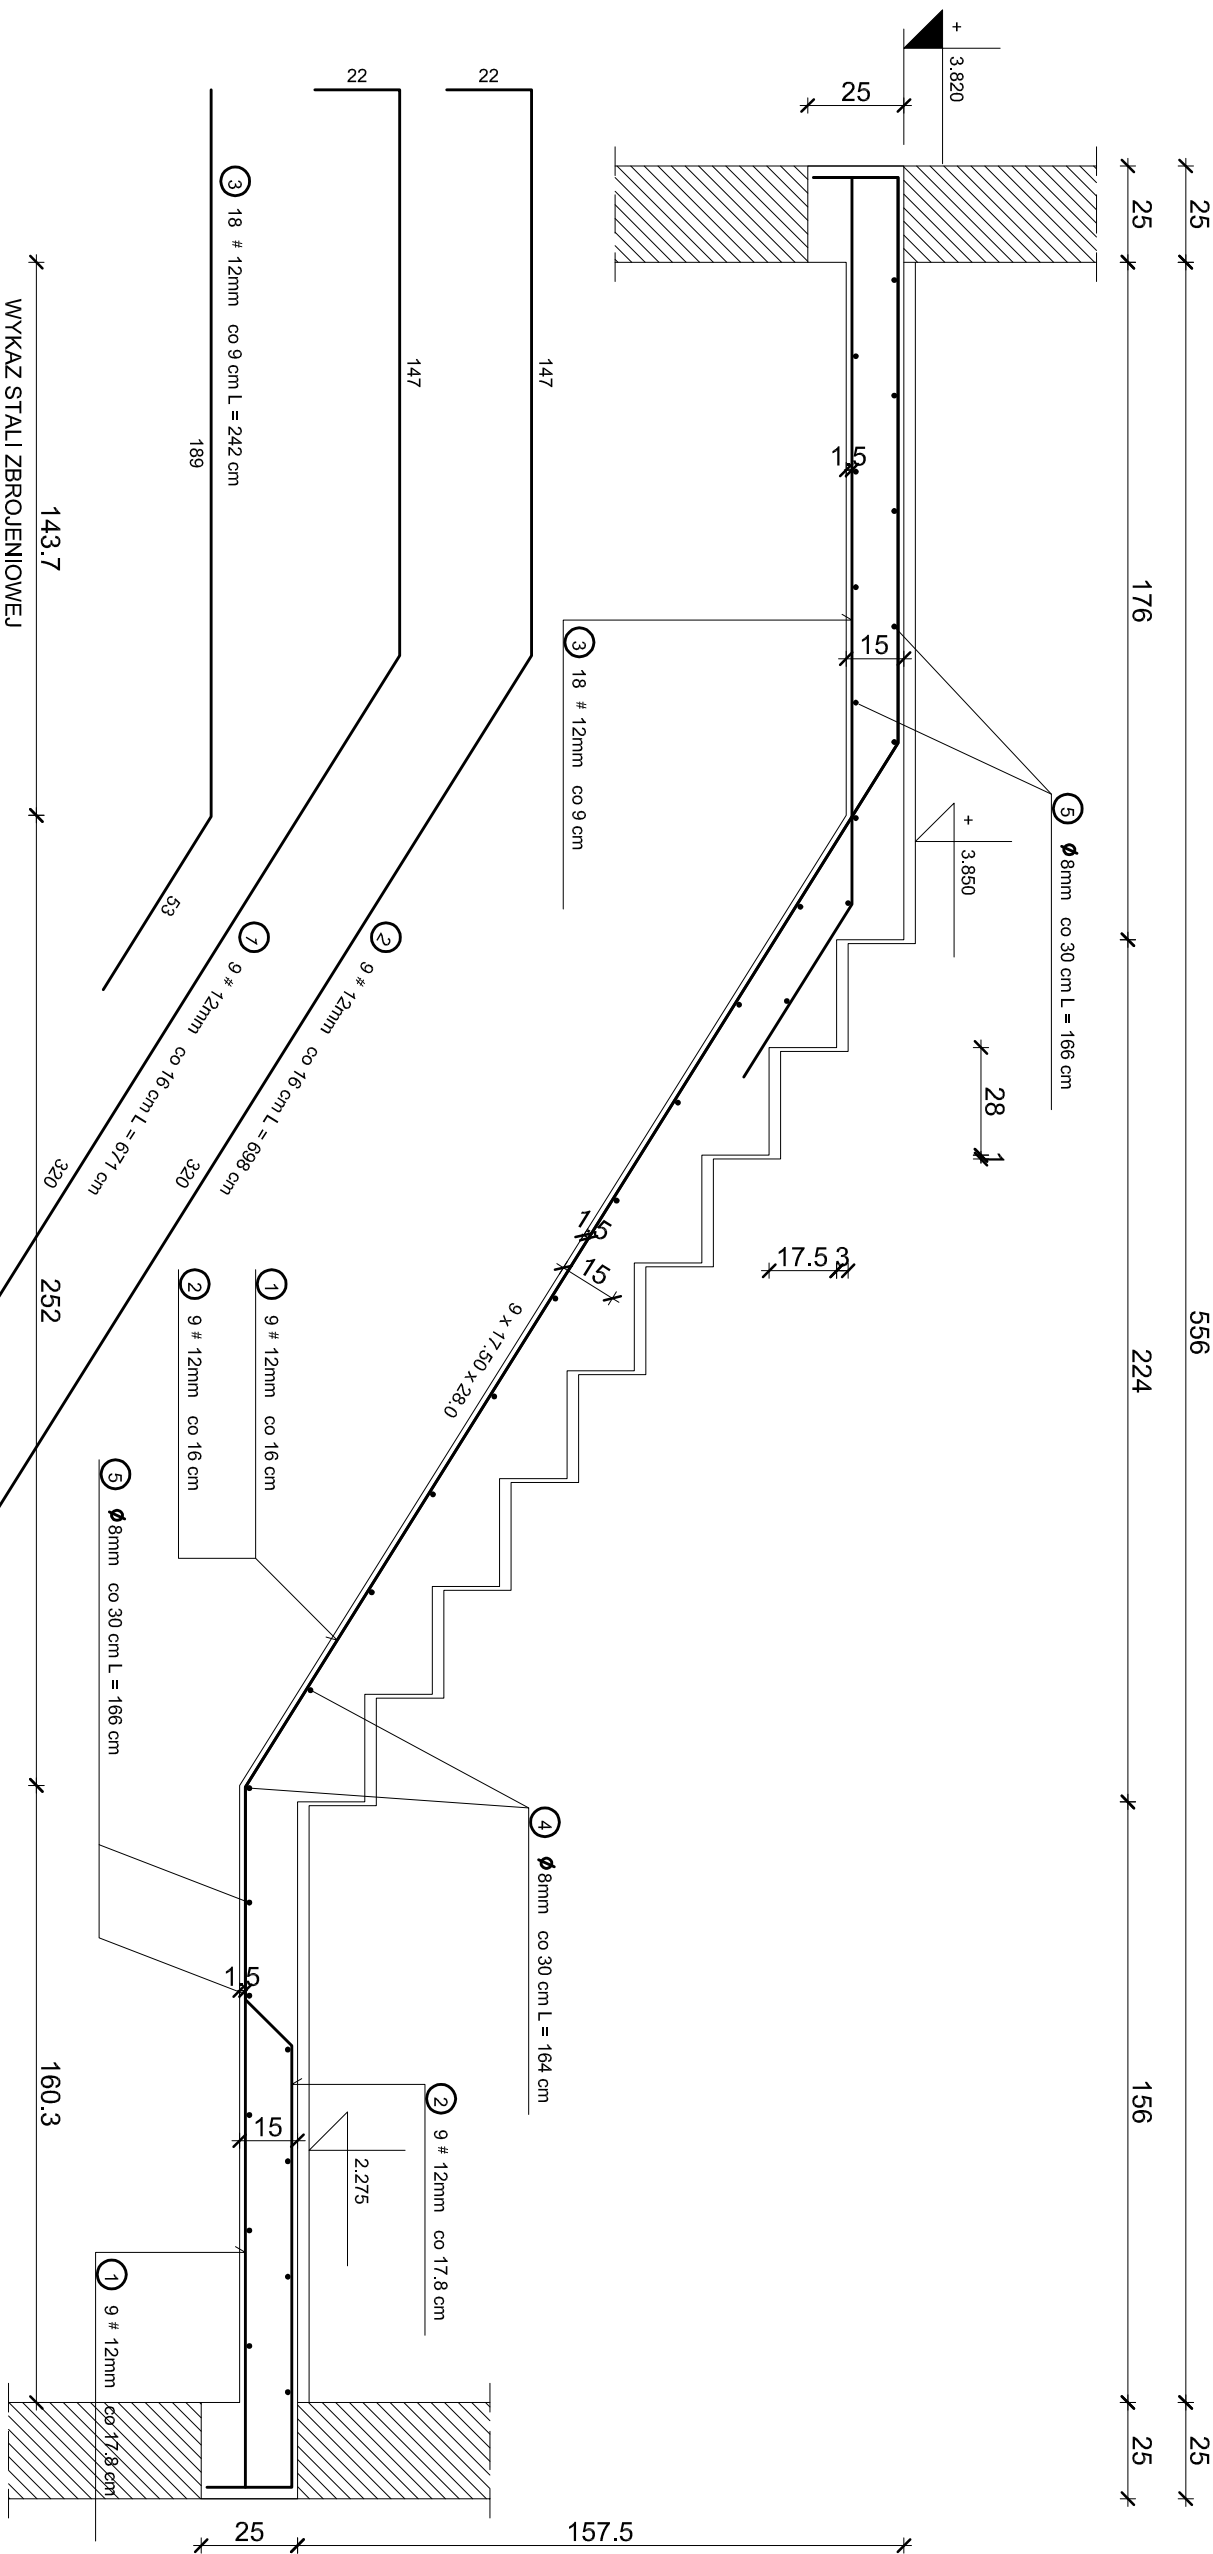 25
556
25
25
176
224
156
25
+
3.820
25
5 Ø8mm co 30 cm L = 166 cm
+
3.850
28
1
17.5
3
1.5
15
3 18 # 12mm co 9 cm
1.5
15
9 x 17.50 x 28.0
4 Ø8mm co 30 cm L = 164 cm
2 9 # 12mm co 17.8 cm
2.275
157.5
25
15
1.5
1 9 # 12mm co 16 cm
2 9 # 12mm co 16 cm
5 Ø8mm co 30 cm L = 166 cm
1 9 # 12mm co 17.8 cm
22
147
2 9 # 12mm co 16 cm L = 698 cm
320
22
147
1 9 # 12mm co 16 cm L = 671 cm
320
3 18 # 12mm co 9 cm L = 242 cm
189
53
143.7
252
160.3
WYKAZ STALI ZBROJENIOWEJ